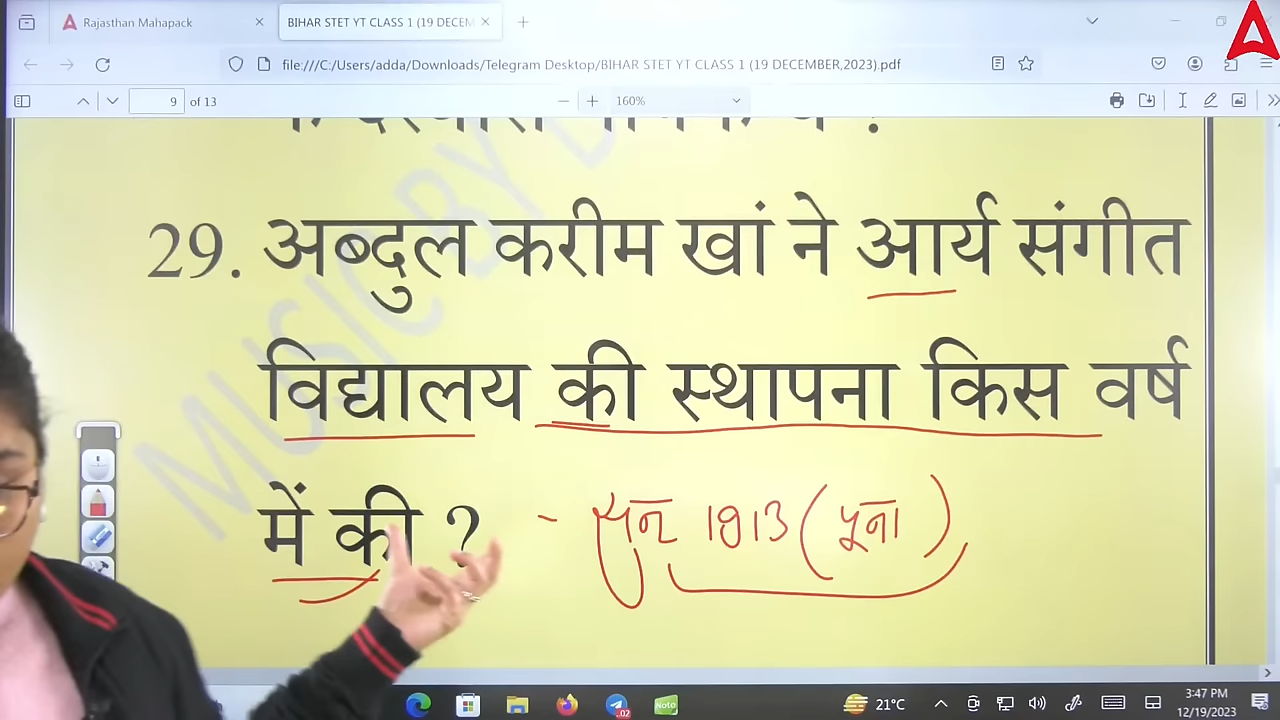 Rajasthan Mahapack
BIHAR STET YT CLASS 1 (19 DECEM
file:///C:/Users/adda/Downloads/Telegram Desktop/BIHAR STET YT CLASS 1 (19 DECEMBER,2023).pdf
9 of 13
160%
29. अब्दुल करीम खां ने आर्य संगीत
विद्यालय की स्थापना किस वर्ष
में की ? - सन 1913 (पूना)
MUSIC BY
21°C
3:47 PM
12/19/2023